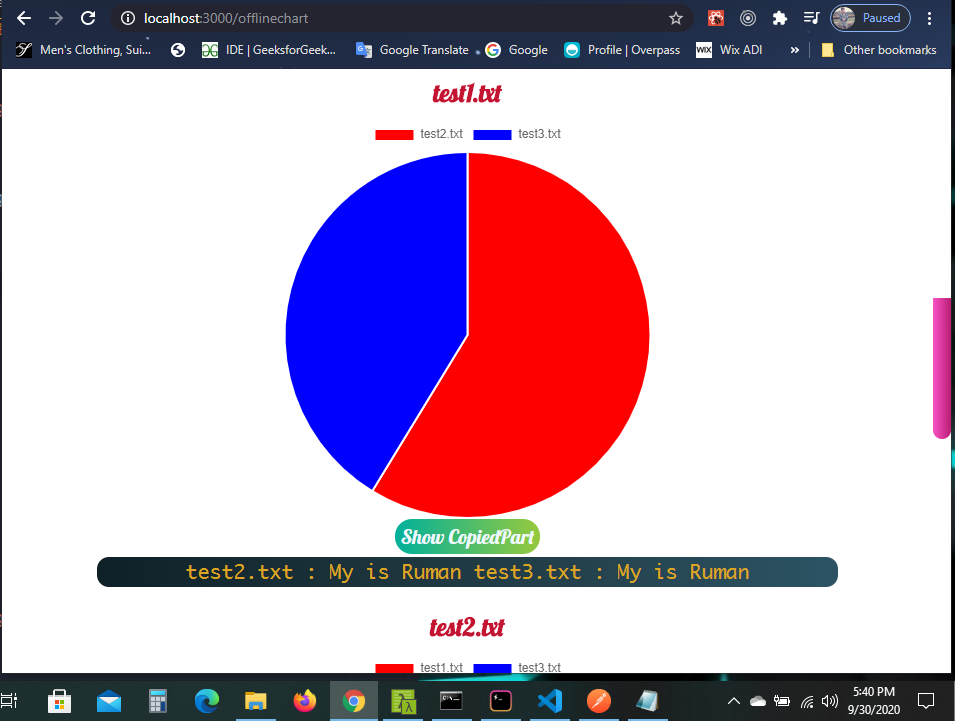 localhost:3000/offlinechart
Paused
Men's Clothing, Sui...
IDE | GeeksforGeek...
Google Translate
Google
Profile | Overpass
WIX
Wix ADI
»
Other bookmarks
test1.txt
test2.txt test3.txt
Show CopiedPart
test2.txt : My is Ruman test3.txt : My is Ruman
test2.txt
test1.txt test3.txt
5:40 PM
9/30/2020